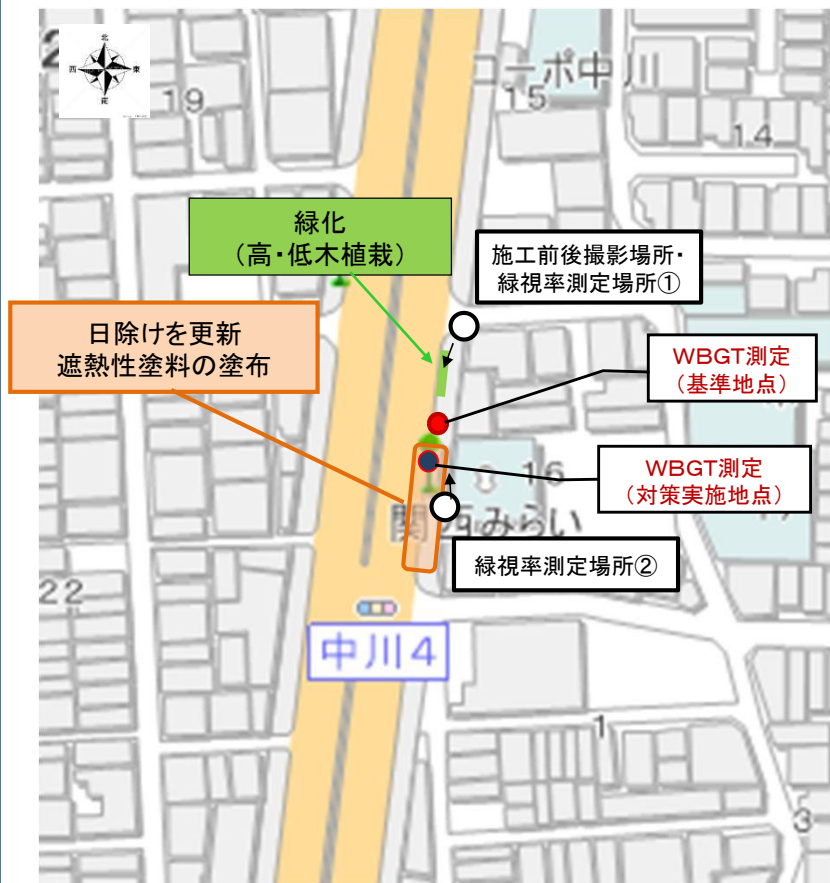 北
西
東
南
コーポ中川
19
15
14
緑化
(高・低木植栽)
施工前後撮影場所・
緑視率測定場所①
日除けを更新
遮熱性塗料の塗布
WBGT測定
(基準地点)
WBGT測定
(対策実施地点)
16
関西みらい
緑視率測定場所②
22
中川4
1
3